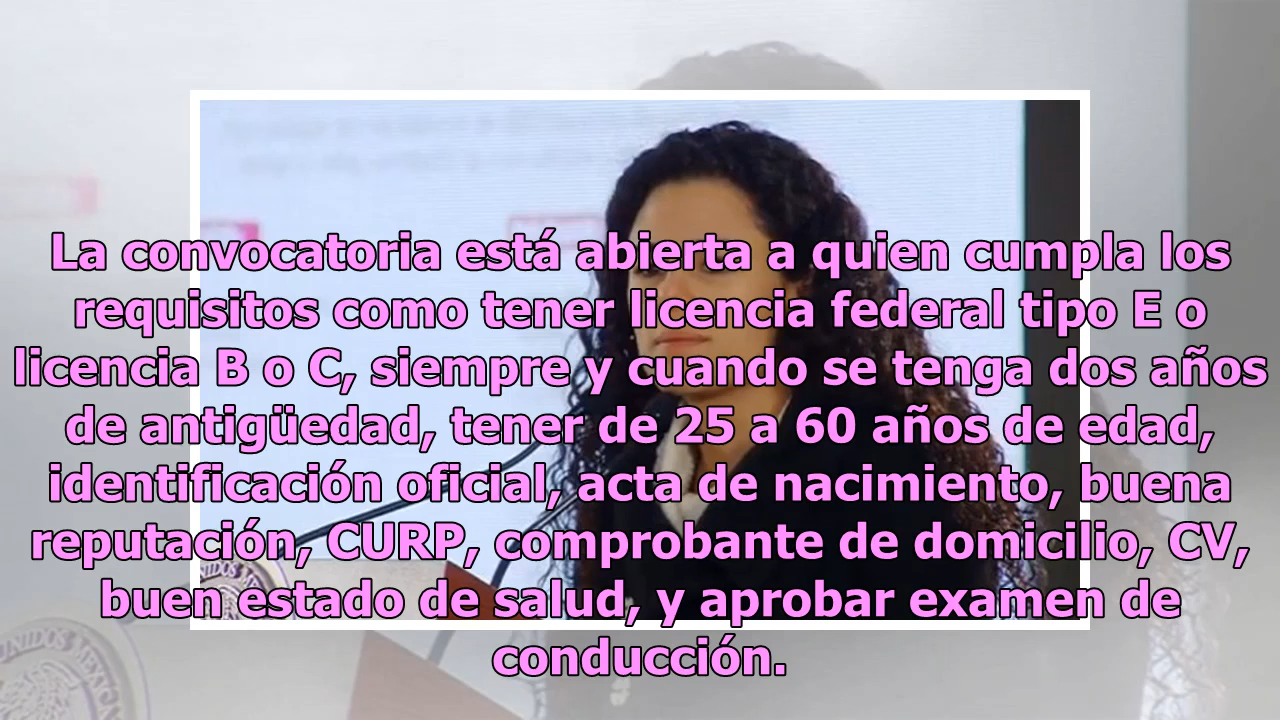 La convocatoria está abierta a quien cumpla los
requisitos como tener licencia federal tipo E o
licencia B o C, siempre y cuando se tenga dos años
de antigüedad, tener de 25 a 60 años de edad,
identificación oficial, acta de nacimiento, buena
reputación, CURP, comprobante de domicilio, CV,
buen estado de salud, y aprobar examen de
conducción.